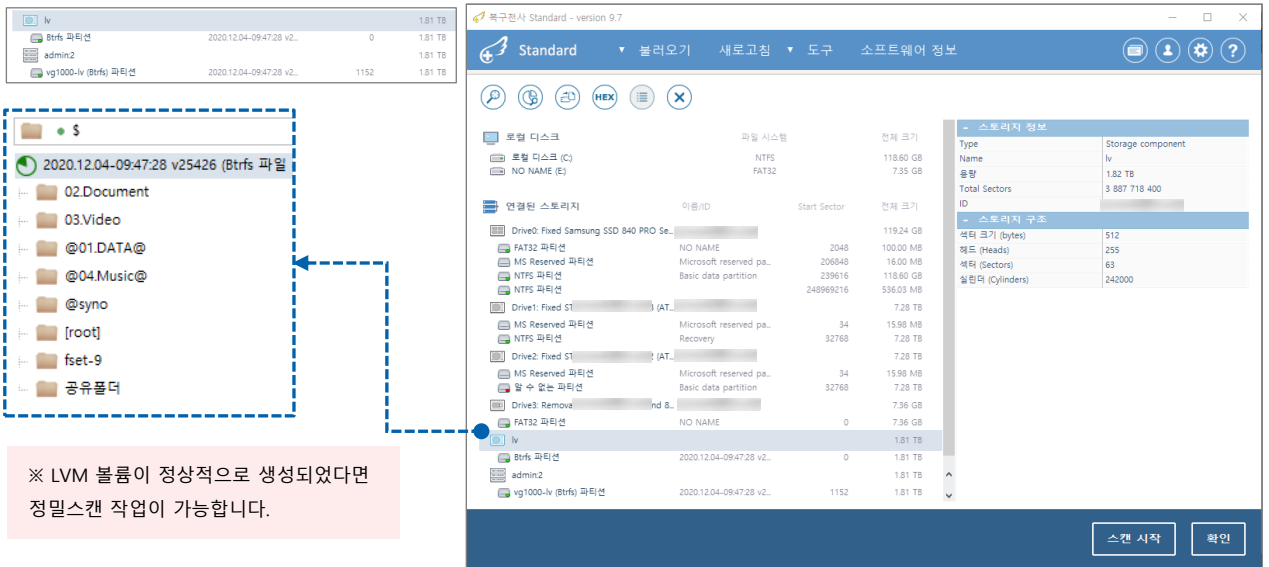 lv 1.81 TB
Btrfs 파티션 2020.12.04-09:47:28 v2... 0 1.81 TB
admin:2 1.81 TB
vg1000-lv (Btrfs) 파티션 2020.12.04-09:47:28 v2... 1152 1.81 TB
$
2020.12.04-09:47:28 v25426 (Btrfs 파일
02.Document
03.Video
@01.DATA@
@04.Music@
@syno
[root]
fset-9
공유폴더
※ LVM 볼륨이 정상적으로 생성되었다면
정밀스캔 작업이 가능합니다.
복구천사 Standard - version 9.7
Standard 불러오기 새로고침 도구 소프트웨어 정보
HEX
로컬 디스크 파일 시스템 전체 크기
로컬 디스크 (C:) NTFS 118.60 GB
NO NAME (E:) FAT32 7.35 GB
연결된 스토리지 이름/ID Start Sector 전체 크기
Drive0: Fixed Samsung SSD 840 PRO Se... 119.24 GB
FAT32 파티션 NO NAME 2048 100.00 MB
MS Reserved 파티션 Microsoft reserved pa... 206848 16.00 MB
NTFS 파티션 Basic data partition 239616 118.60 GB
NTFS 파티션 248969216 536.03 MB
Drive1: Fixed ST (AT... 7.28 TB
MS Reserved 파티션 Microsoft reserved pa... 34 15.98 MB
NTFS 파티션 Recovery 32768 7.28 TB
Drive2: Fixed ST (AT... 7.28 TB
MS Reserved 파티션 Microsoft reserved pa... 34 15.98 MB
알 수 없는 파티션 Basic data partition 32768 7.28 TB
Drive3: Remova nd 8... 7.36 GB
FAT32 파티션 NO NAME 0 7.36 GB
lv 1.81 TB
Btrfs 파티션 2020.12.04-09:47:28 v2... 0 1.81 TB
admin:2 1.81 TB
vg1000-lv (Btrfs) 파티션 2020.12.04-09:47:28 v2... 1152 1.81 TB
- 스토리지 정보
Type Storage component
Name lv
용량 1.82 TB
Total Sectors 3 887 718 400
ID
- 스토리지 구조
섹터 크기 (bytes) 512
헤드 (Heads) 255
섹터 (Sectors) 63
실린더 (Cylinders) 242000
스캔 시작 확인